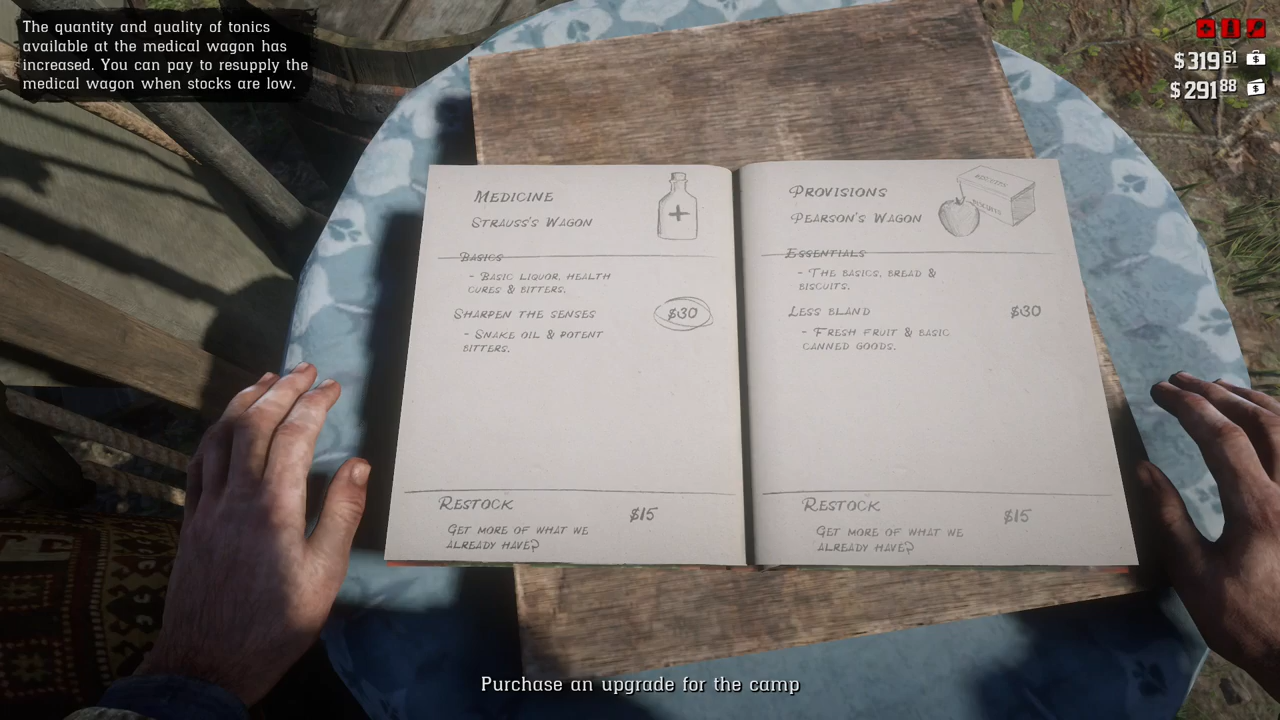 The quantity and quality of tonics
available at the medical wagon has
increased. You can pay to resupply the
medical wagon when stocks are low.
$319 61
$291 88
MEDICINE
STRAUSS'S WAGON
BASICS
- BASIC LIQUOR, HEALTH
CURES & BITTERS.
SHARPEN THE SENSES $30
- SNAKE OIL & POTENT
BITTERS.
RESTOCK $15
GET MORE OF WHAT WE
ALREADY HAVE?
PROVISIONS
PEARSON'S WAGON
BISCUITS
ESSENTIALS
- THE BASICS, BREAD &
BISCUITS.
LESS BLAND $30
- FRESH FRUIT & BASIC
CANNED GOODS.
RESTOCK $15
GET MORE OF WHAT WE
ALREADY HAVE?
Purchase an upgrade for the camp